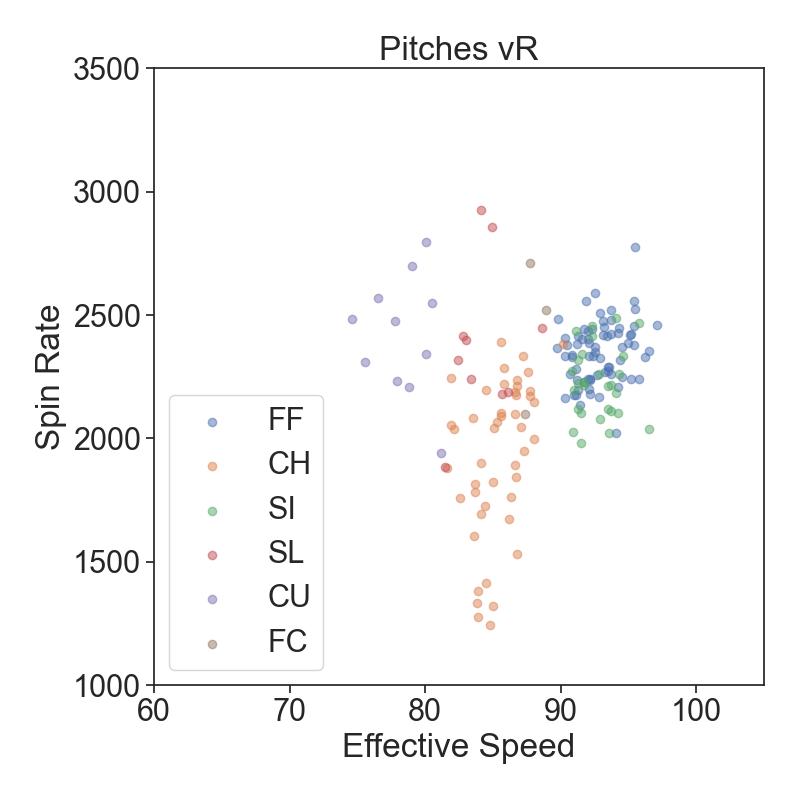 Pitches vR
3500
3000
2500
2000
1500
1000
Spin Rate
FF
CH
SI
SL
CU
FC
60
70
80
90
100
Effective Speed